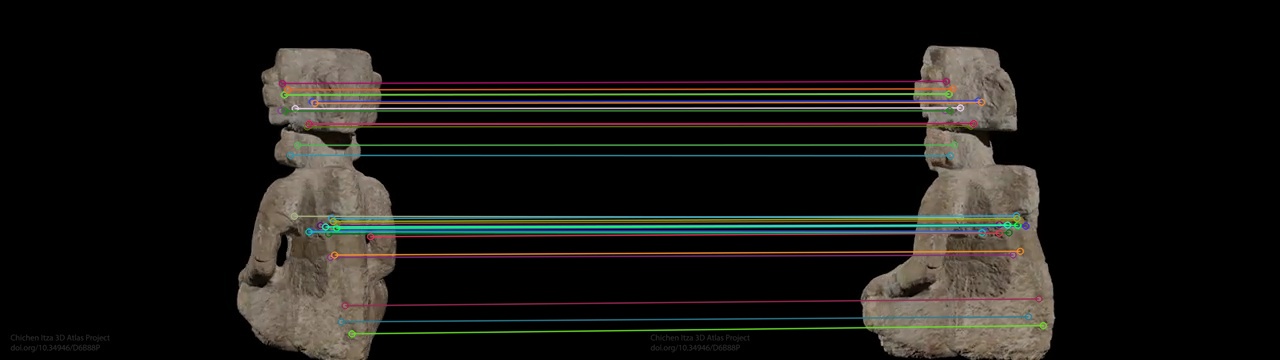 Chichen Itza 3D Atlas Project
doi.org/10.34946/D6B88P
Chichen Itza 3D Atlas Project
doi.org/10.34946/D6B88P